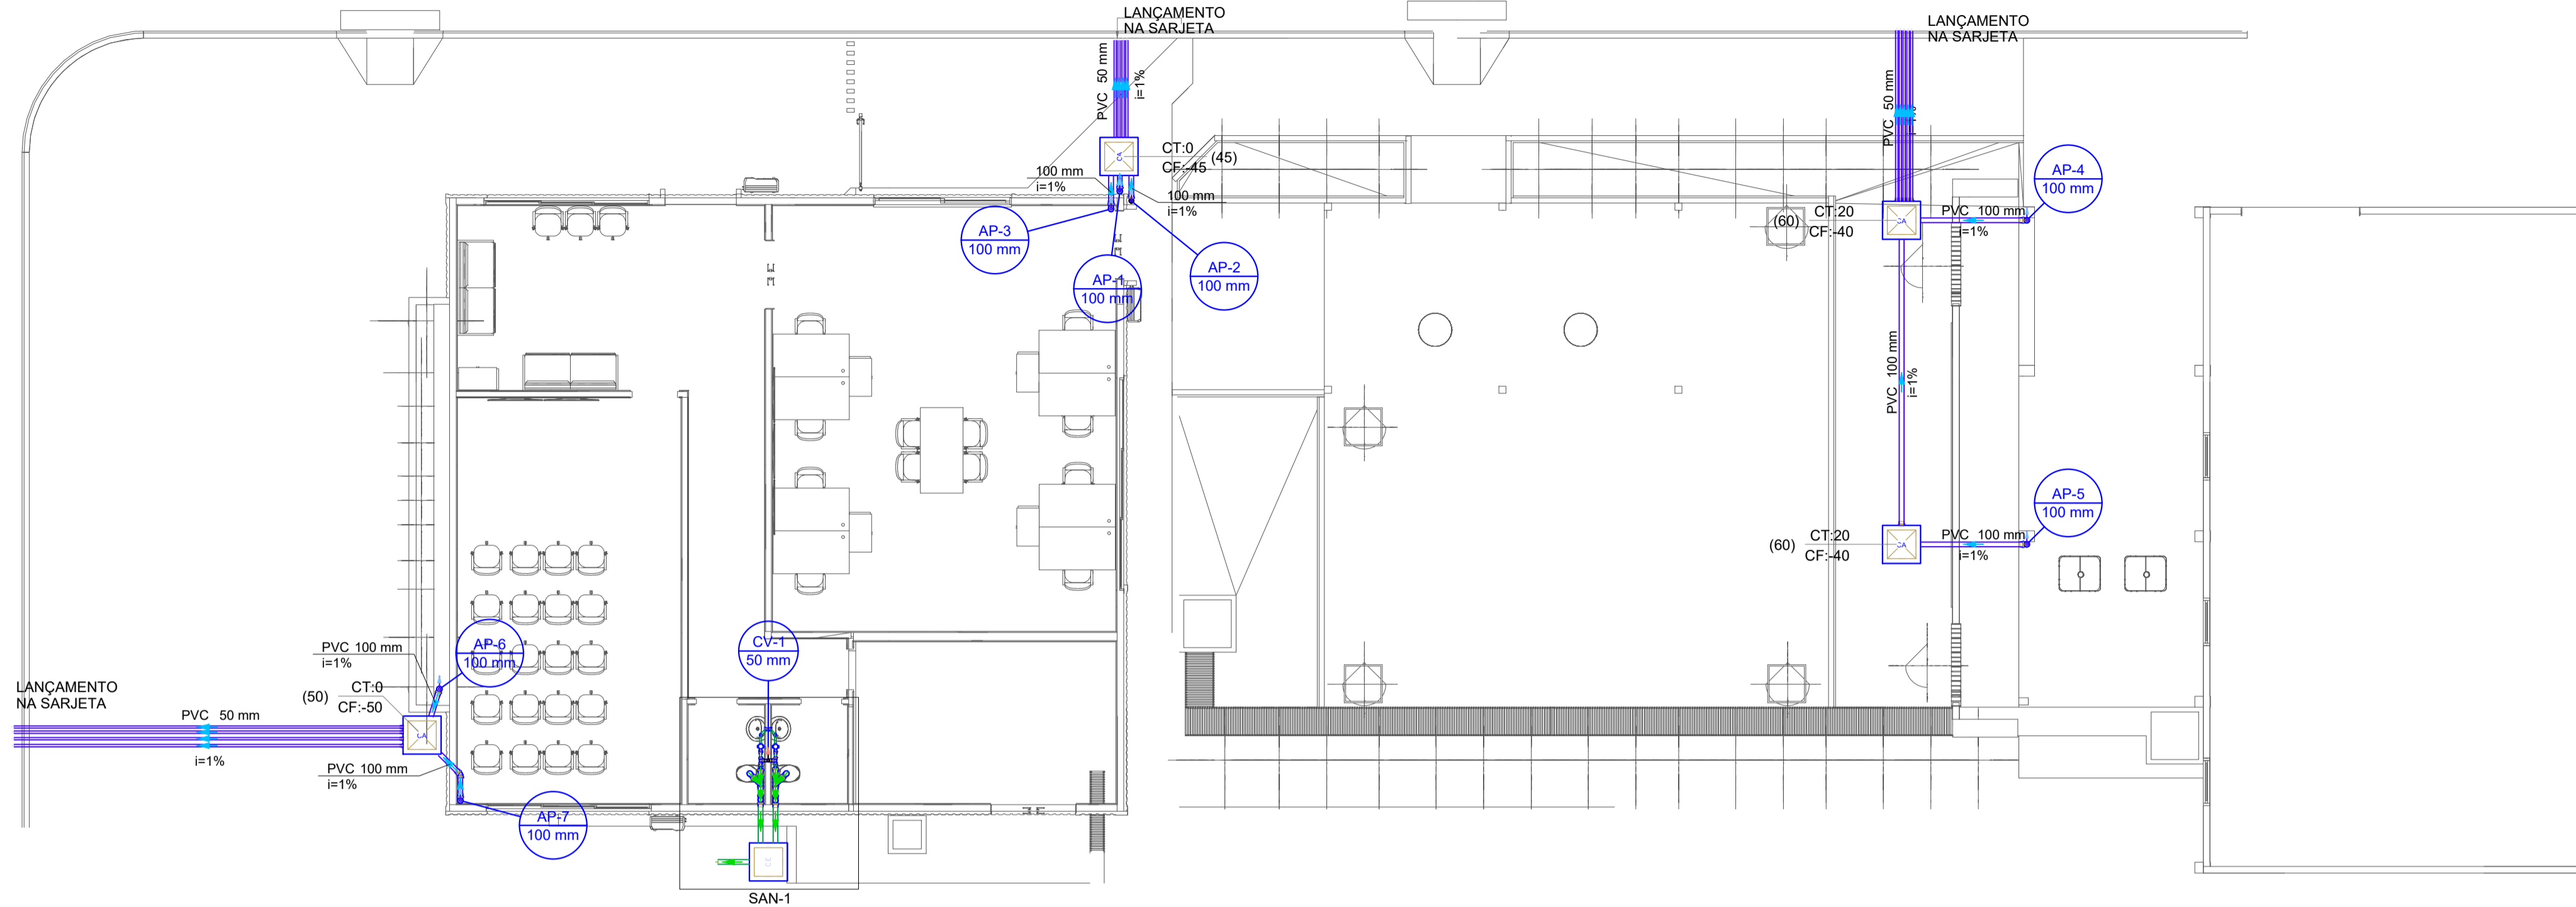 LANÇAMENTO
NA SARJETA
PVC 50 mm
i=1%
CA
CT:0
CF:-45
(45)
100 mm
i=1%
100 mm
i=1%
AP-3
100 mm
AP-1
100 mm
AP-2
100 mm
LANÇAMENTO
NA SARJETA
PVC 50 mm
CT:20
CF:-40
(60)
CA
PVC 100 mm
i=1%
AP-4
100 mm
PVC 100 mm
i=1%
CT:20
CF:-40
(60)
CA
PVC 100 mm
i=1%
AP-5
100 mm
PVC 100 mm
i=1%
AP-6
100 mm
LANÇAMENTO
NA SARJETA
(50)
CT:0
CF:-50
CA
PVC 50 mm
i=1%
PVC 100 mm
i=1%
AP-7
100 mm
CV-1
50 mm
CE
SAN-1